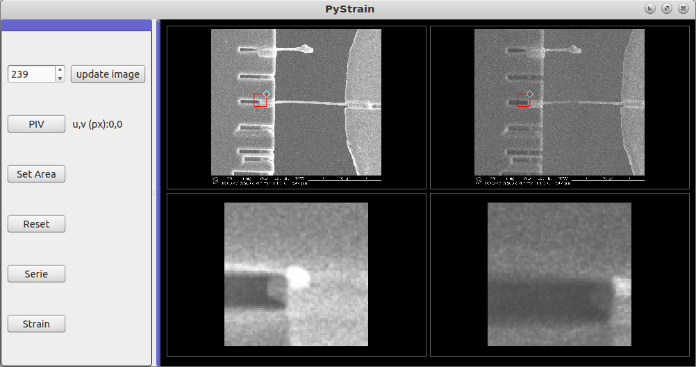 PyStrain
239
update image
PIV
u,v (px):0,0
Set Area
Reset
Serie
Strain